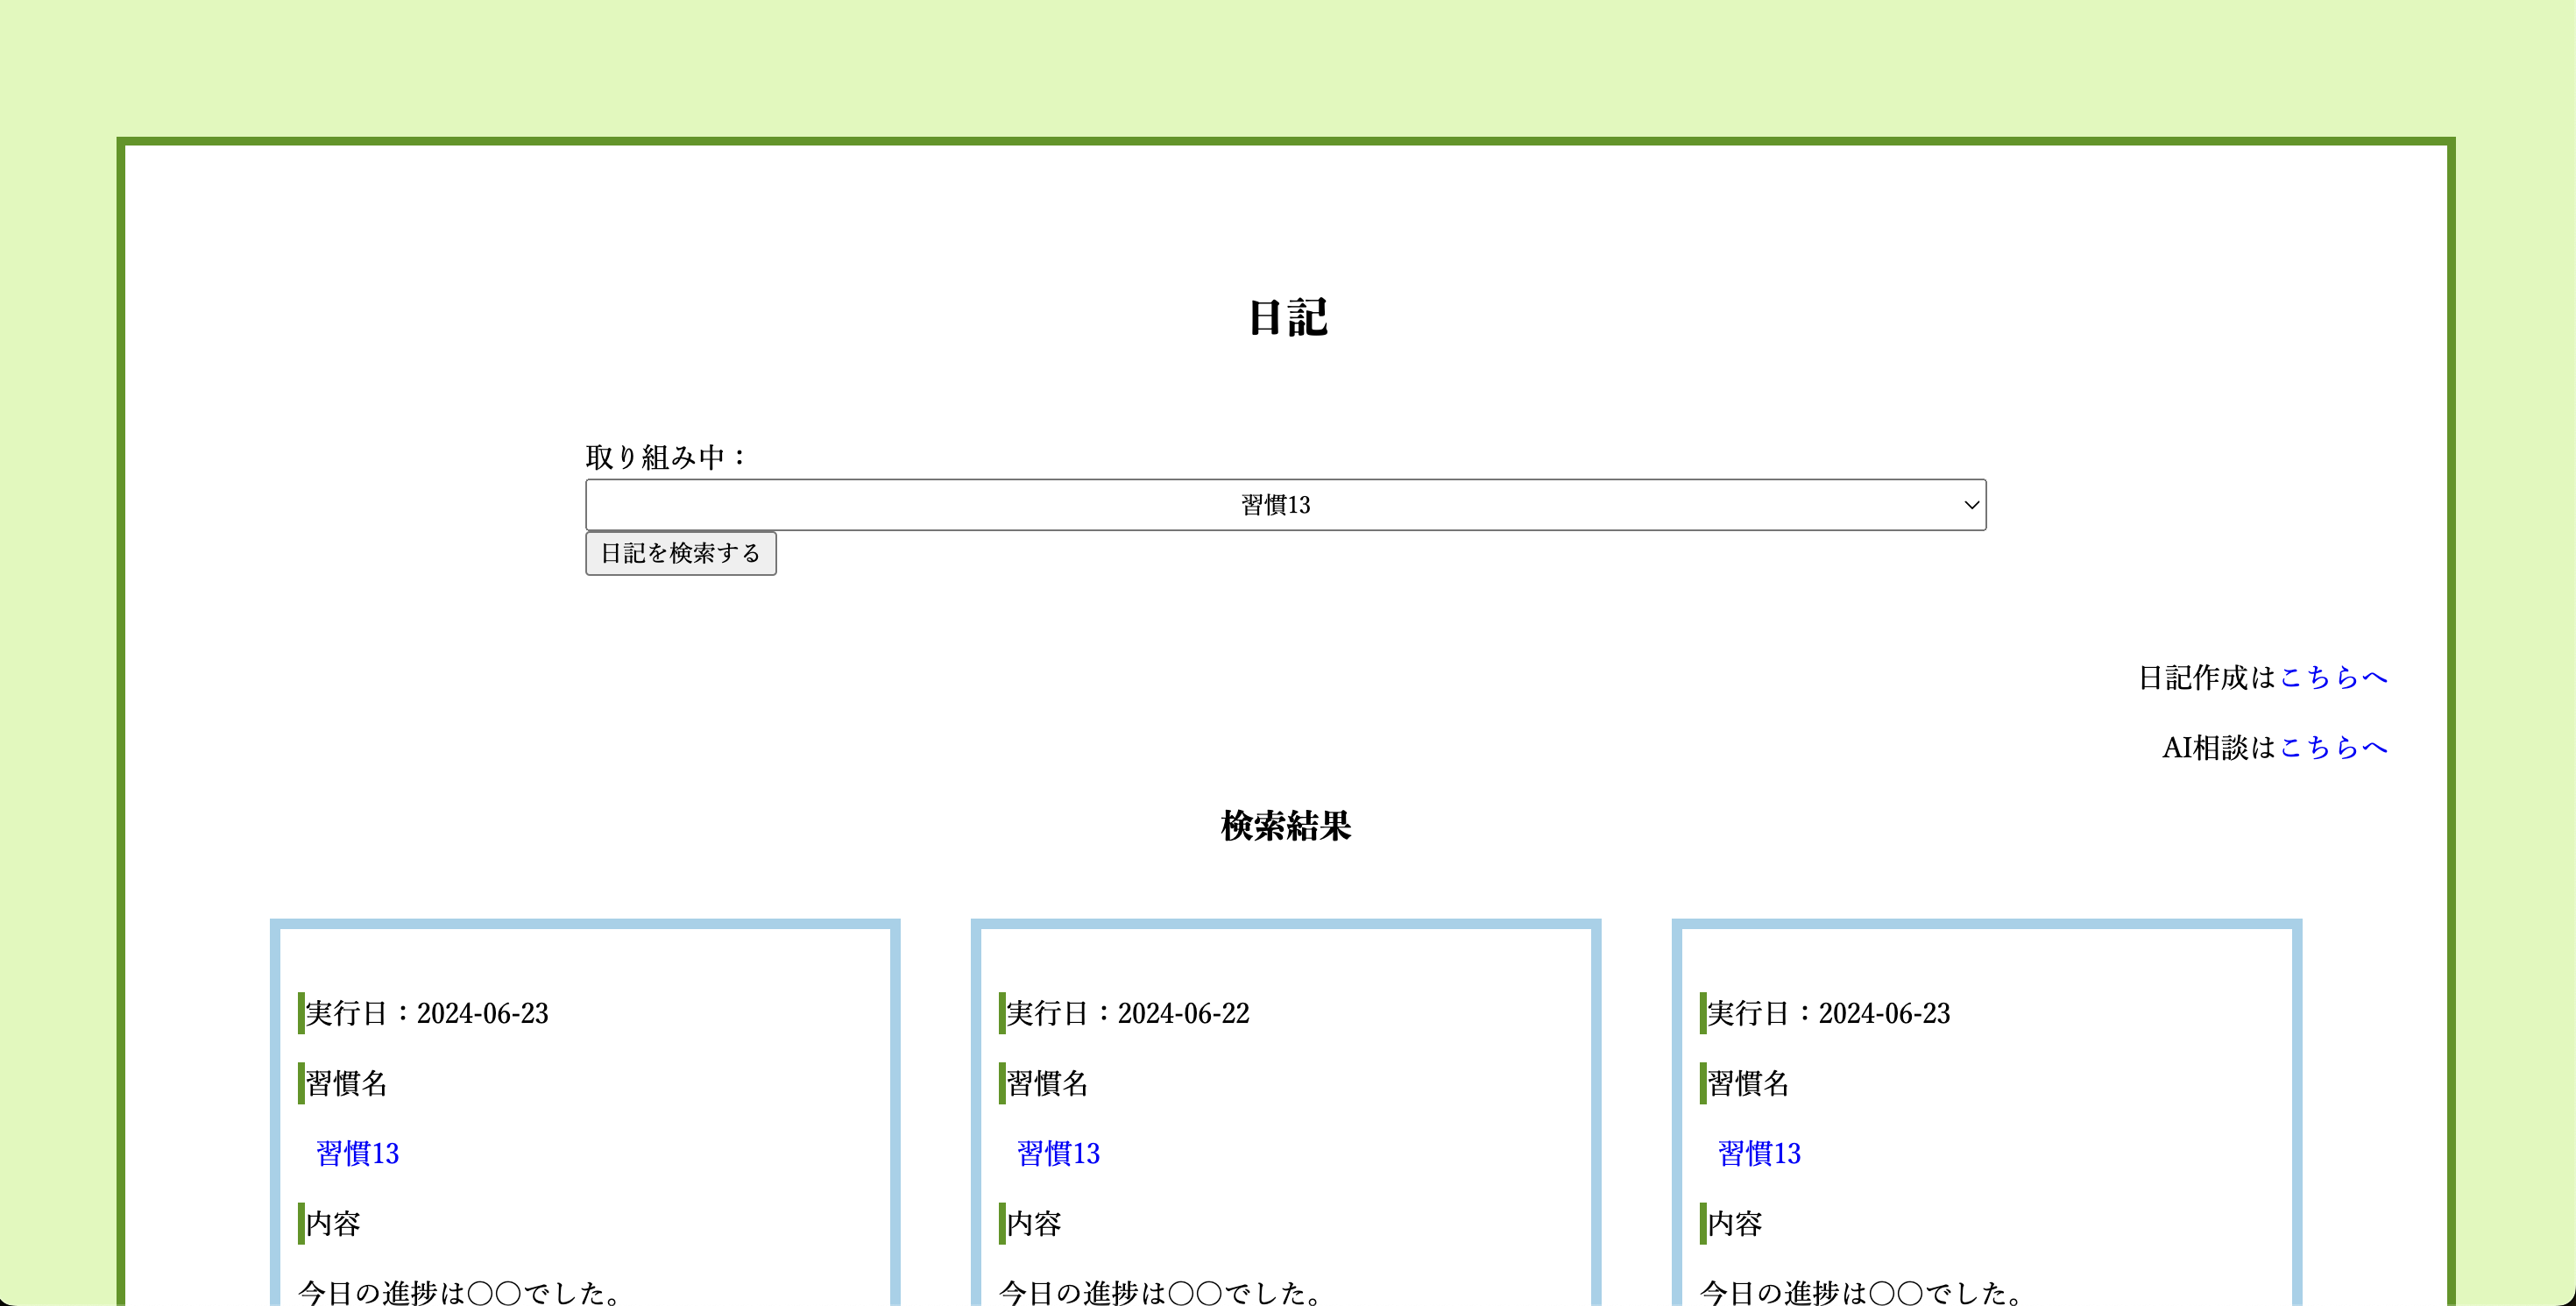 日記
取り組み中：
習慣13
日記を検索する
日記作成はこちらへ
AI相談はこちらへ
検索結果
実行日：2024-06-23
習慣名
習慣13
内容
今日の進捗は〇〇でした。
実行日：2024-06-22
習慣名
習慣13
内容
今日の進捗は〇〇でした。
実行日：2024-06-23
習慣名
習慣13
内容
今日の進捗は〇〇でした。